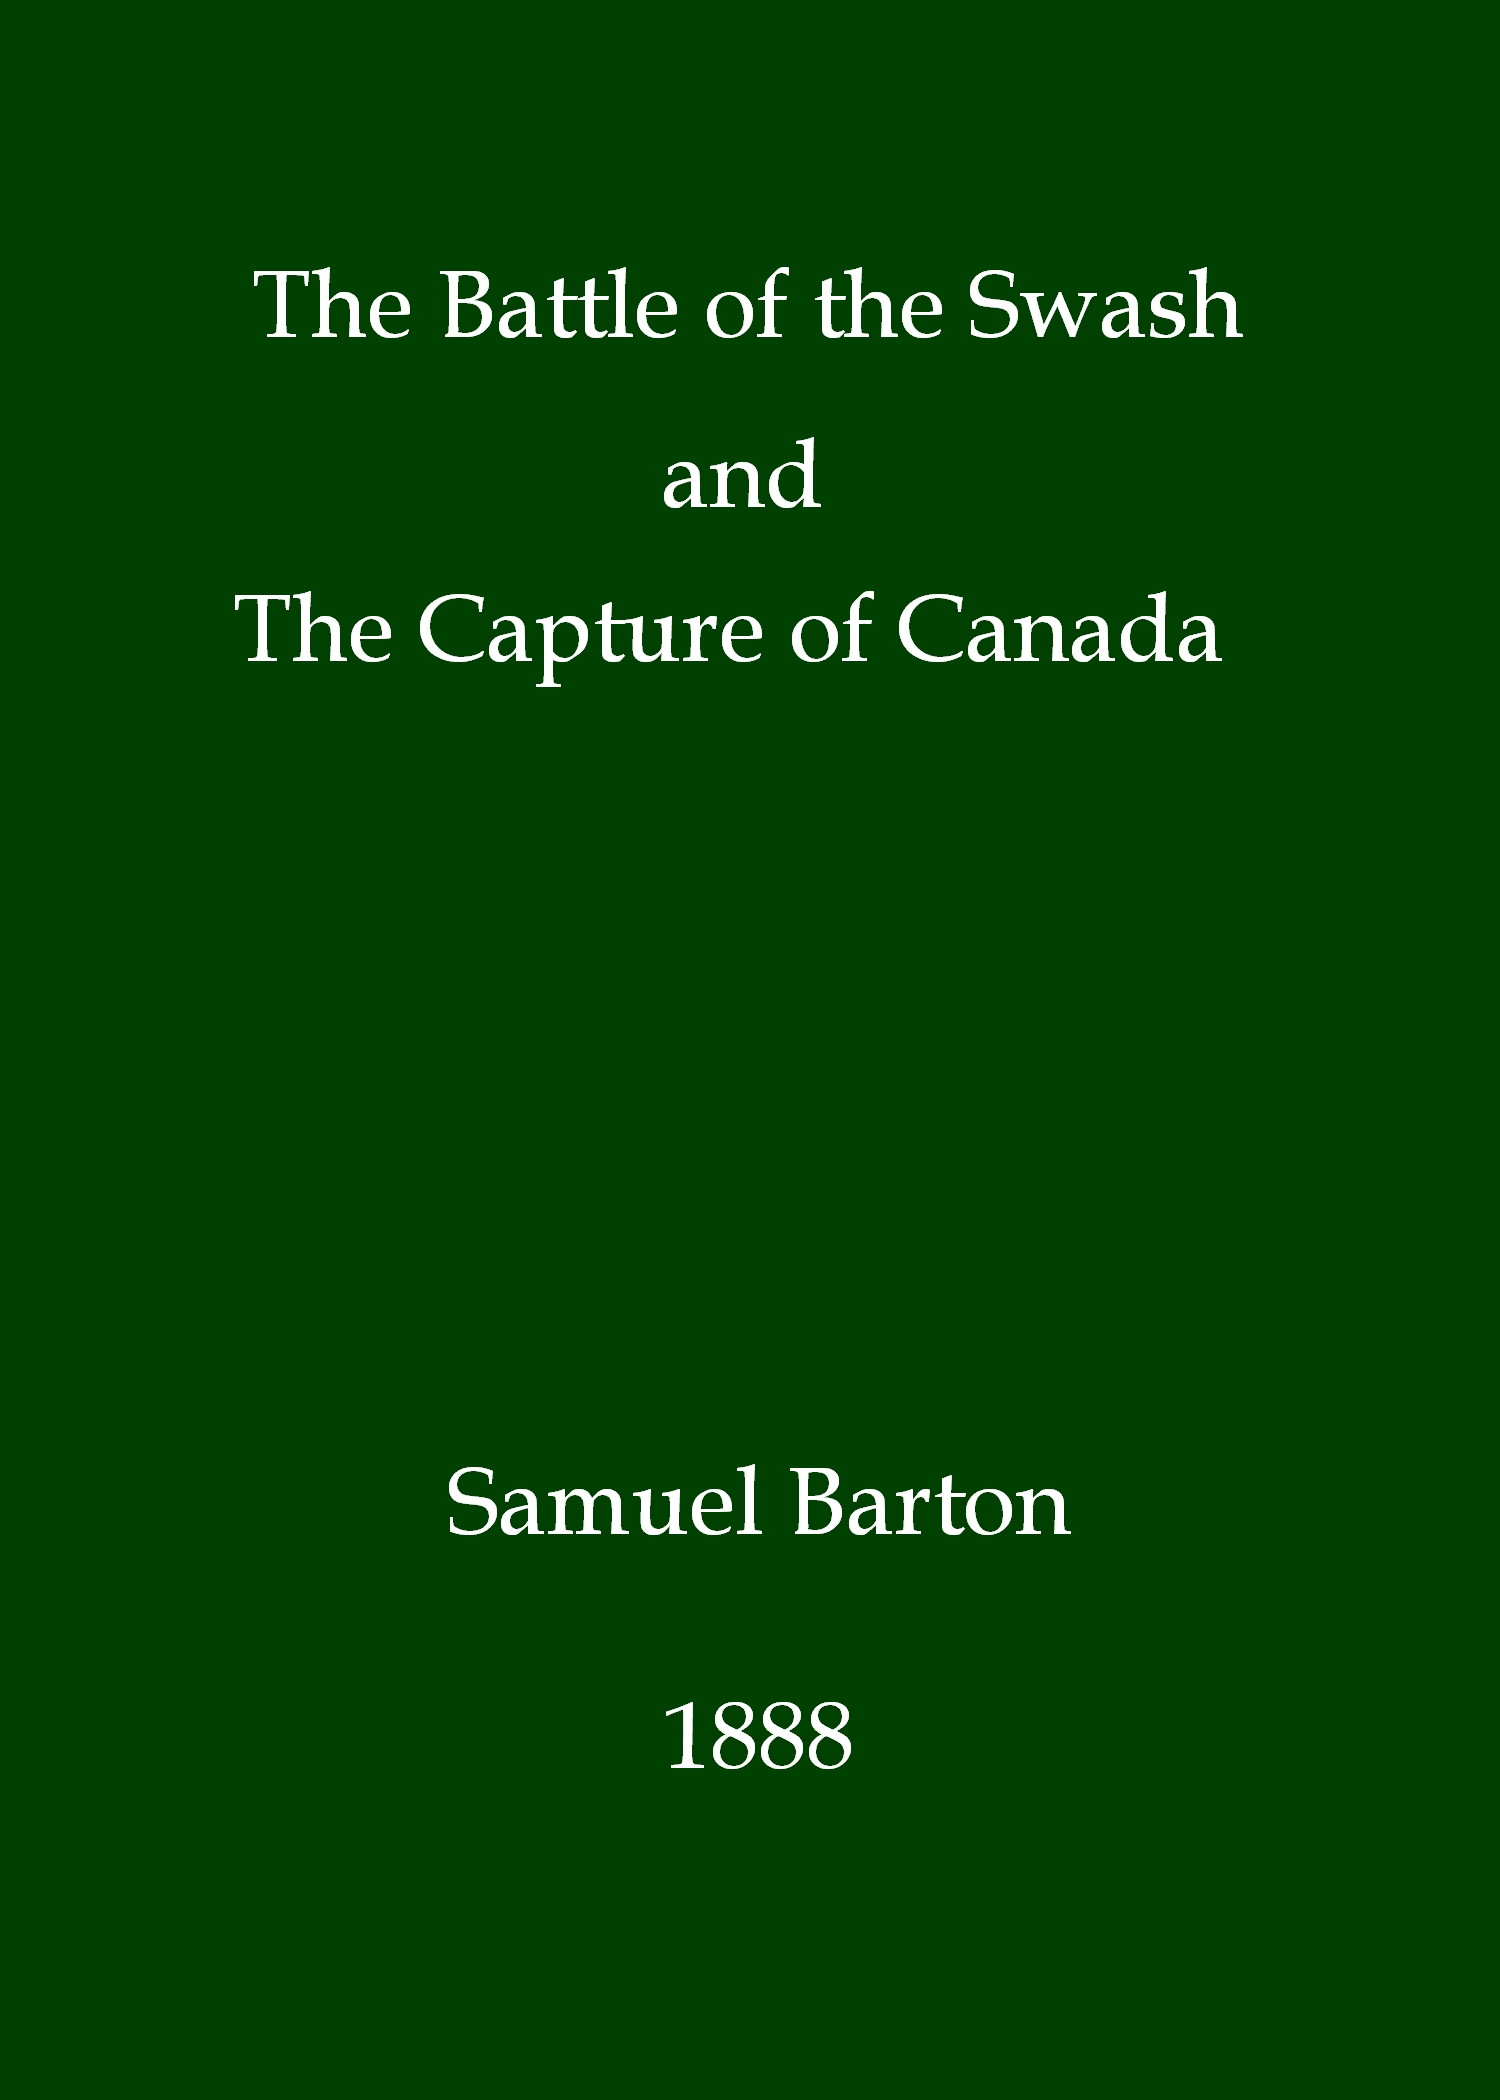 The Battle of the Swash
and
The Capture of Canada
Samuel Barton
1888